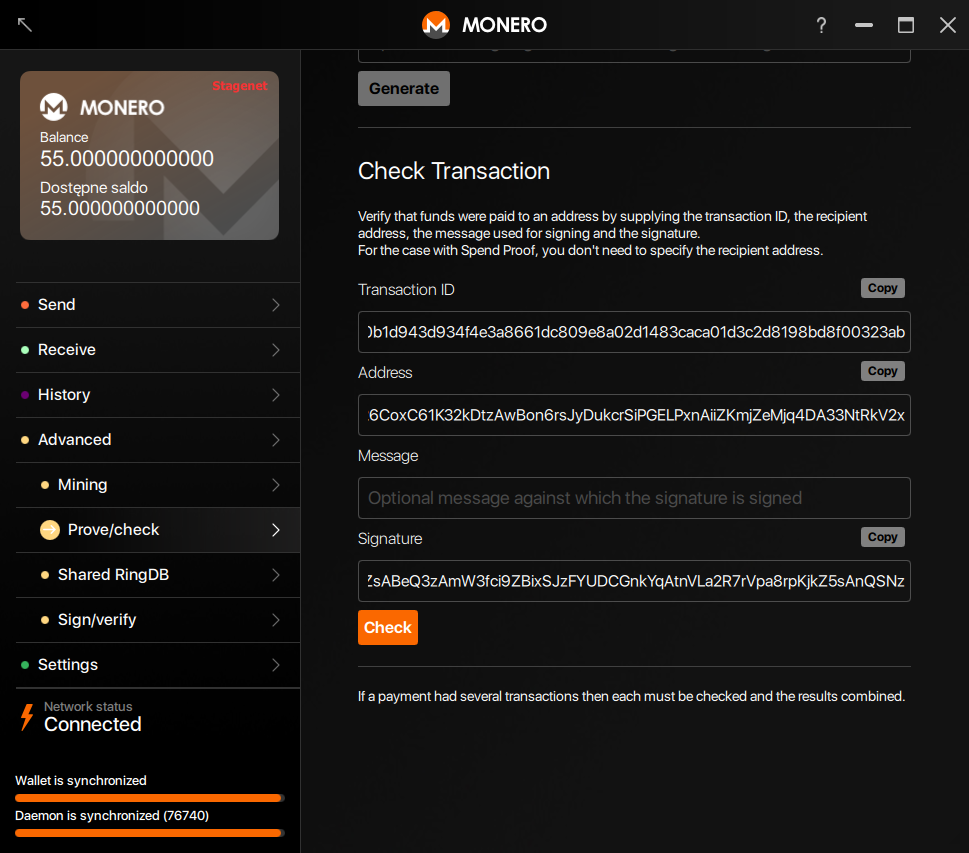 MONERO
?
Stagenet
MONERO
Balance
55.000000000000
Dostępne saldo
55.000000000000
Send
Receive
History
Advanced
Mining
Prove/check
Shared RingDB
Sign/verify
Settings
Network status
Connected
Wallet is synchronized
Daemon is synchronized (76740)
Generate
Check Transaction
Verify that funds were paid to an address by supplying the transaction ID, the recipient
address, the message used for signing and the signature.
For the case with Spend Proof, you don't need to specify the recipient address.
Transaction ID
Copy
b1d943d934f4e3a8661dc809e8a02d1483caca01d3c2d8198bd8f00323ab
Address
Copy
6CoxC61K32kDtzAwBon6rsJyDukcrSiPGELPxnAiiZKmjZeMjq4DA33NtRkV2x
Message
Optional message against which the signature is signed
Signature
Copy
ZsABeQ3zAmW3fci9ZBixSJzFYUDCGnkYqAtnVLa2R7rVpa8rpKjkZ5sAnQSNz
Check
If a payment had several transactions then each must be checked and the results combined.